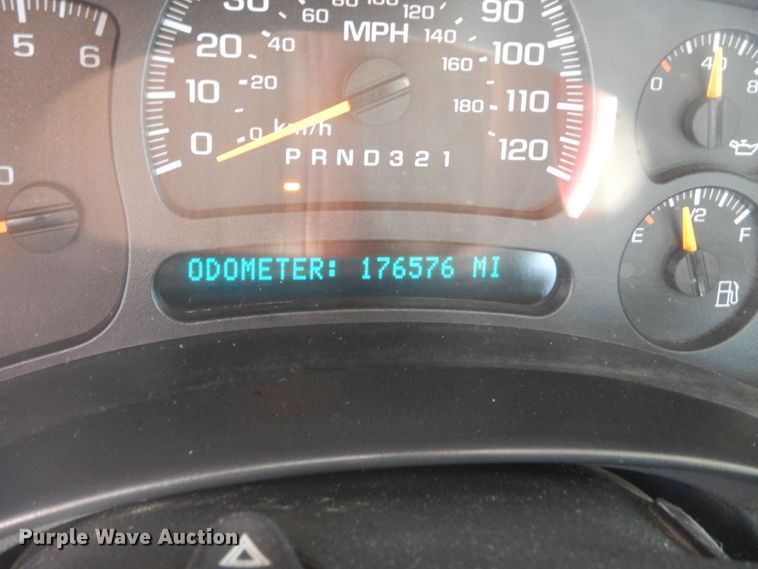 5 6
30 60 80 100 120 90
20 40 MPH 140 100
10 20 160 110
0 0 km/h 180 120
PRND321
0 40 8
E 1/2 F
ODOMETER: 176576 MI
Purple Wave Auction